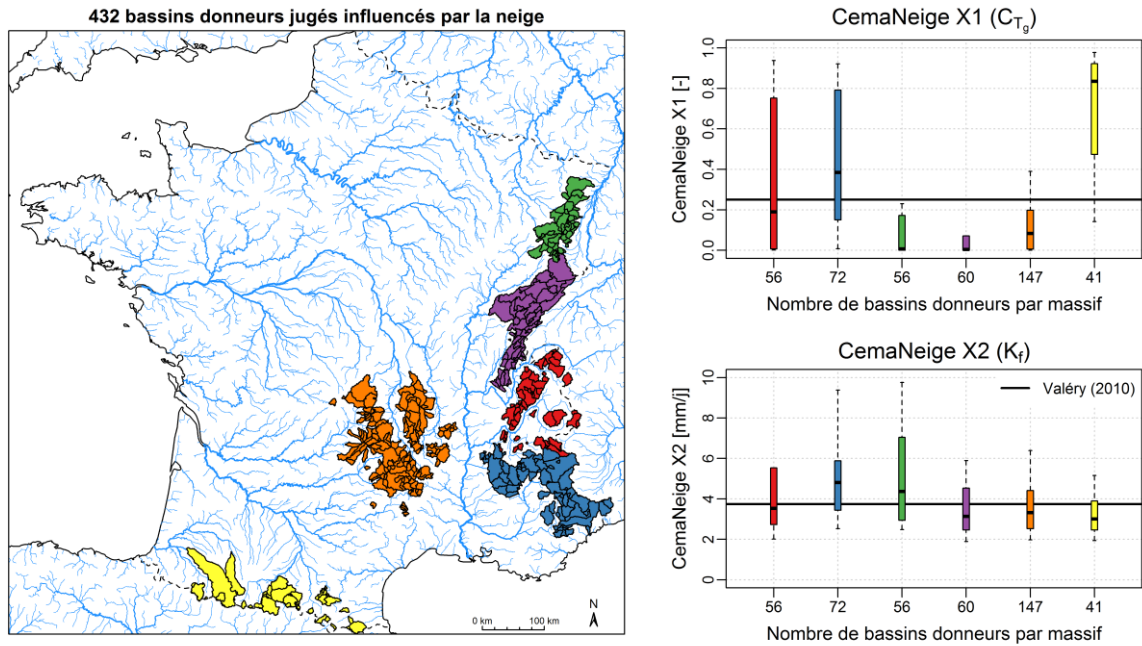 432 bassins donneurs jugés influencés par la neige
N
0 km 100 km
CemaNeige X1 (C_Tg)
CemaNeige X1 [-]
1.0
0.8
0.6
0.4
0.2
0.0
56 72 56 60 147 41
Nombre de bassins donneurs par massif
CemaNeige X2 (K_f)
CemaNeige X2 [mm/j]
10
8
6
4
2
0
Valéry (2010)
56 72 56 60 147 41
Nombre de bassins donneurs par massif